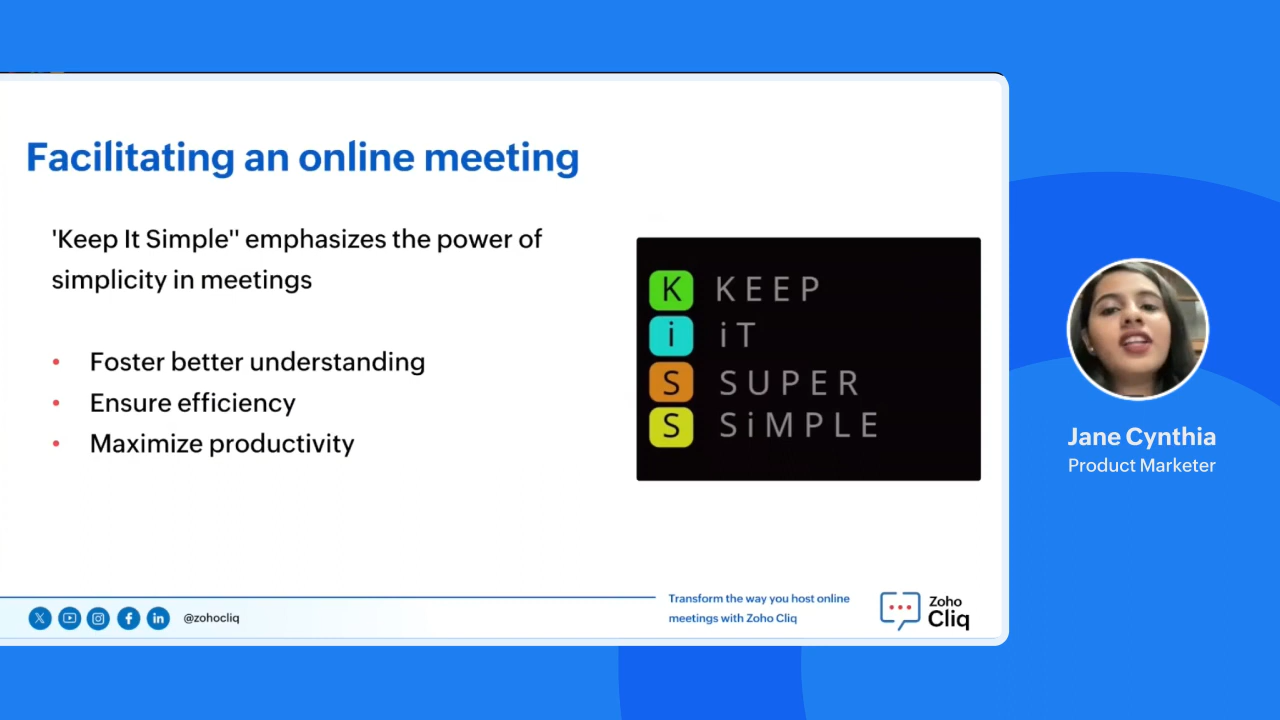 Facilitating an online meeting
'Keep It Simple'' emphasizes the power of
simplicity in meetings
• Foster better understanding
• Ensure efficiency
• Maximize productivity
K KEEP
i iT
S SUPER
S SiMPLE
Jane Cynthia
Product Marketer
@zohocliq
Transform the way you host online
meetings with Zoho Cliq
Zoho
Cliq